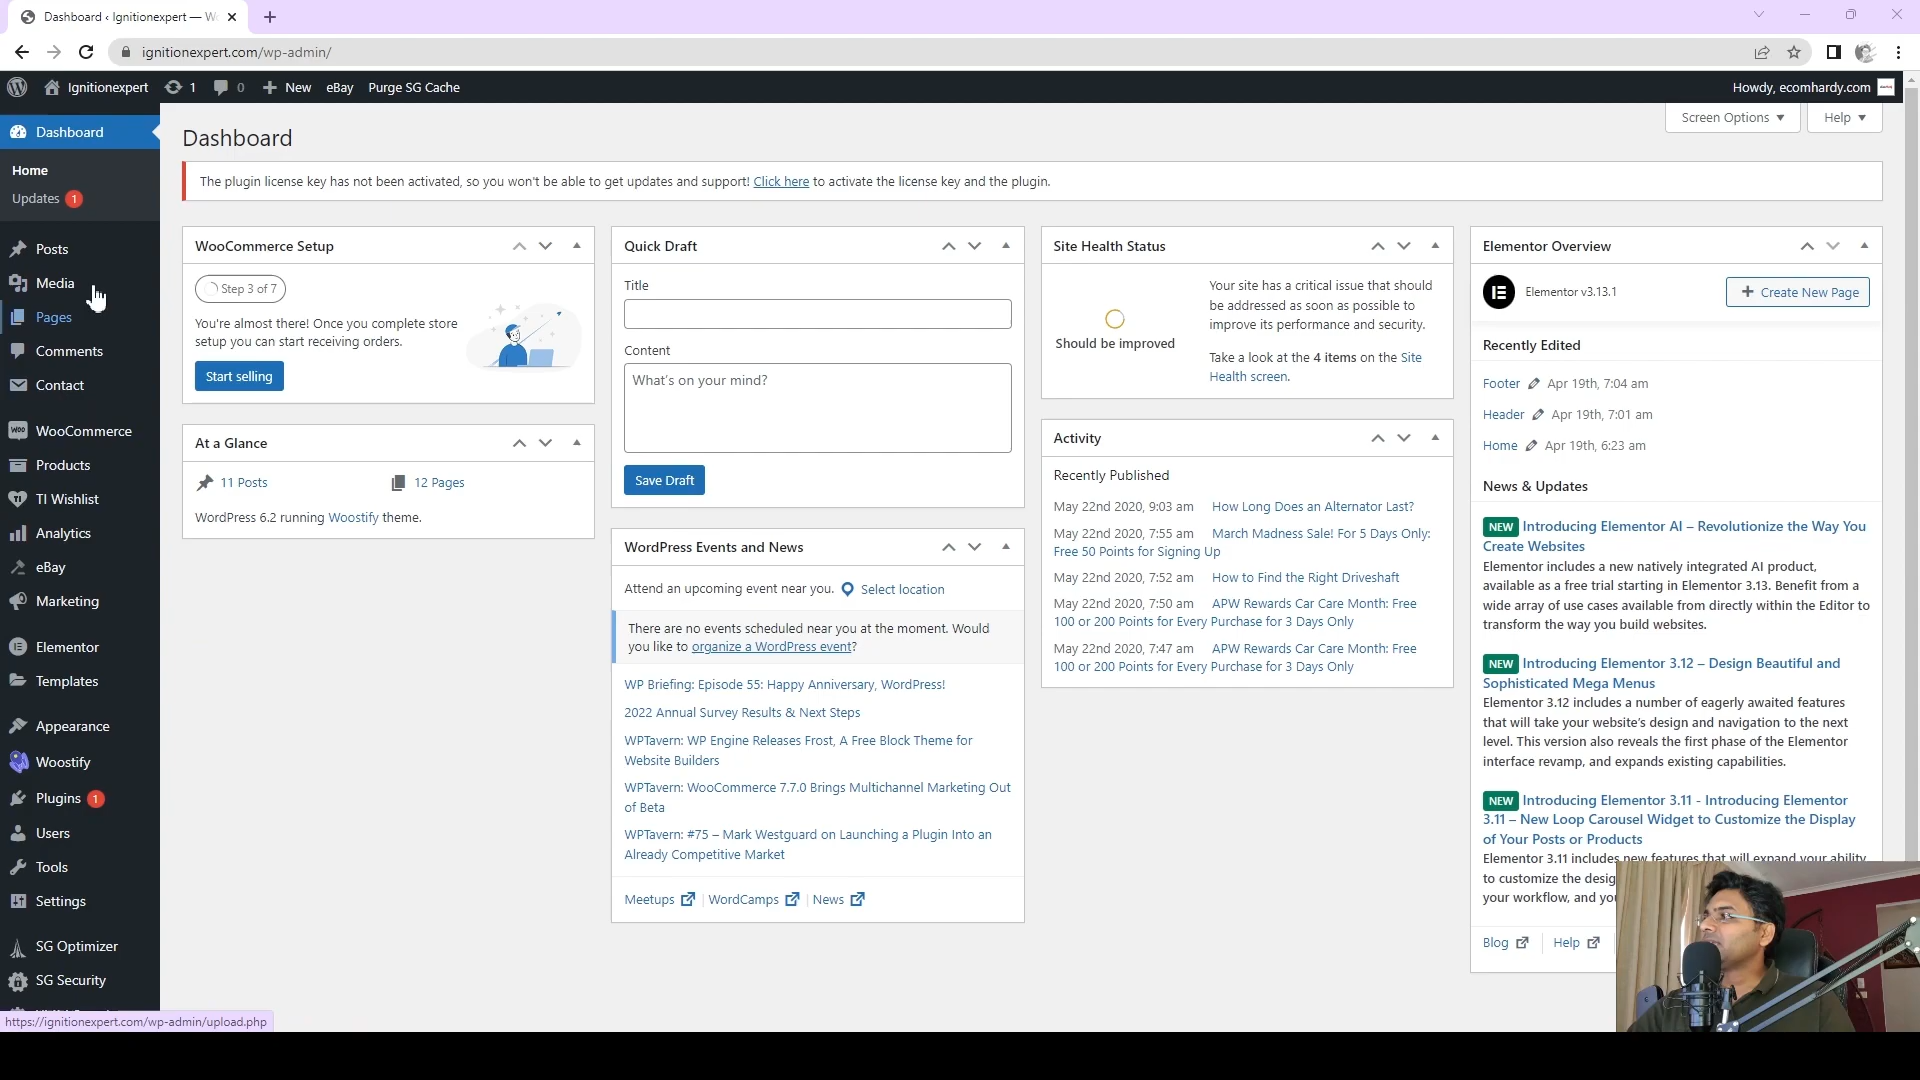 Dashboard ‹ Ignitionexpert — W
ignitionexpert.com/wp-admin/
Ignitionexpert
1
0
New
eBay
Purge SG Cache
Howdy, ecomhardy.com
Dashboard
Home
Updates 1
Posts
Media
Pages
Comments
Contact
WooCommerce
Products
TI Wishlist
Analytics
eBay
Marketing
Elementor
Templates
Appearance
Woostify
Plugins 1
Users
Tools
Settings
SG Optimizer
SG Security
https://ignitionexpert.com/wp-admin/upload.php
Screen Options
Help
Dashboard
The plugin license key has not been activated, so you won't be able to get updates and support! Click here to activate the license key and the plugin.
WooCommerce Setup
Step 3 of 7
You're almost there! Once you complete store
setup you can start receiving orders.
Start selling
At a Glance
11 Posts
12 Pages
WordPress 6.2 running Woostify theme.
Quick Draft
Title
Content
What's on your mind?
Save Draft
WordPress Events and News
Attend an upcoming event near you. Select location
There are no events scheduled near you at the moment. Would
you like to organize a WordPress event?
WP Briefing: Episode 55: Happy Anniversary, WordPress!
2022 Annual Survey Results & Next Steps
WPTavern: WP Engine Releases Frost, A Free Block Theme for
Website Builders
WPTavern: WooCommerce 7.7.0 Brings Multichannel Marketing Out
of Beta
WPTavern: #75 – Mark Westguard on Launching a Plugin Into an
Already Competitive Market
Meetups | WordCamps | News
Site Health Status
Should be improved
Your site has a critical issue that should
be addressed as soon as possible to
improve its performance and security.
Take a look at the 4 items on the Site
Health screen.
Activity
Recently Published
May 22nd 2020, 9:03 am How Long Does an Alternator Last?
May 22nd 2020, 7:55 am March Madness Sale! For 5 Days Only:
Free 50 Points for Signing Up
May 22nd 2020, 7:52 am How to Find the Right Driveshaft
May 22nd 2020, 7:50 am APW Rewards Car Care Month: Free
100 or 200 Points for Every Purchase for 3 Days Only
May 22nd 2020, 7:47 am APW Rewards Car Care Month: Free
100 or 200 Points for Every Purchase for 3 Days Only
Elementor Overview
Elementor v3.13.1
Create New Page
Recently Edited
Footer Apr 19th, 7:04 am
Header Apr 19th, 7:01 am
Home Apr 19th, 6:23 am
News & Updates
NEW Introducing Elementor AI – Revolutionize the Way You
Create Websites
Elementor includes a new natively integrated AI product,
available as a free trial starting in Elementor 3.13. Benefit from a
wide array of use cases available from directly within the Editor to
transform the way you build websites.
NEW Introducing Elementor 3.12 – Design Beautiful and
Sophisticated Mega Menus
Elementor 3.12 includes a number of eagerly awaited features
that will take your website's design and navigation to the next
level. This version also reveals the first phase of the Elementor
interface revamp, and expands existing capabilities.
NEW Introducing Elementor 3.11 - Introducing Elementor
3.11 – New Loop Carousel Widget to Customize the Display
of Your Posts or Products
Elementor 3.11 includes new features that will expand your ability
to customize the desig
your workflow, and yo
Blog
Help